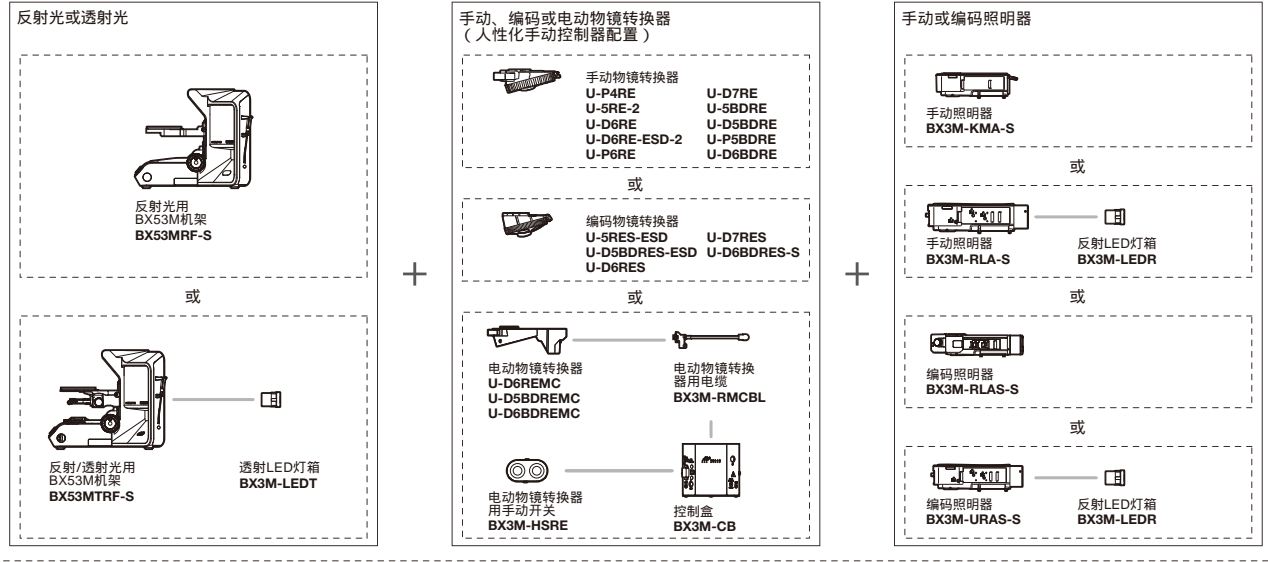 反射光或透射光
反射光用
BX53M机架
BX53MRF-S
或
反射/透射光用
BX53M机架
BX53MTRF-S
透射LED灯箱
BX3M-LEDT
+
手动、编码或电动物镜转换器
（人性化手动控制器配置）
手动物镜转换器
U-P4RE U-D7RE
U-5RE-2 U-5BDRE
U-D6RE U-D5BDRE
U-D6RE-ESD-2 U-P5BDRE
U-P6RE U-D6BDRE
或
编码物镜转换器
U-5RES-ESD U-D7RES
U-D5BDRES-ESD U-D6BDRES-S
U-D6RES
或
电动物镜转换器
U-D6REMC
U-D5BDREMC
U-D6BDREMC
电动物镜转换
器用电缆
BX3M-RMCBL
电动物镜转换器
用手动开关
BX3M-HSRE
控制盒
BX3M-CB
+
手动或编码照明器
手动照明器
BX3M-KMA-S
或
手动照明器
BX3M-RLA-S
反射LED灯箱
BX3M-LEDR
或
编码照明器
BX3M-RLAS-S
或
编码照明器
BX3M-URAS-S
反射LED灯箱
BX3M-LEDR